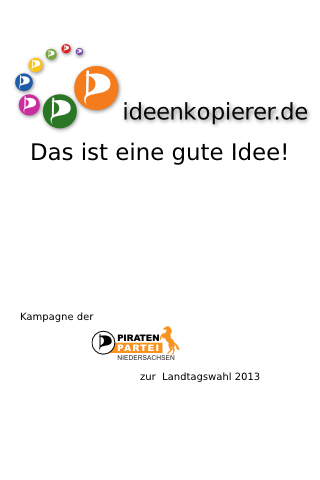 ideenkopierer.de
Das ist eine gute Idee!
Kampagne der
PIRATEN
PARTEI
NIEDERSACHSEN
zur Landtagswahl 2013